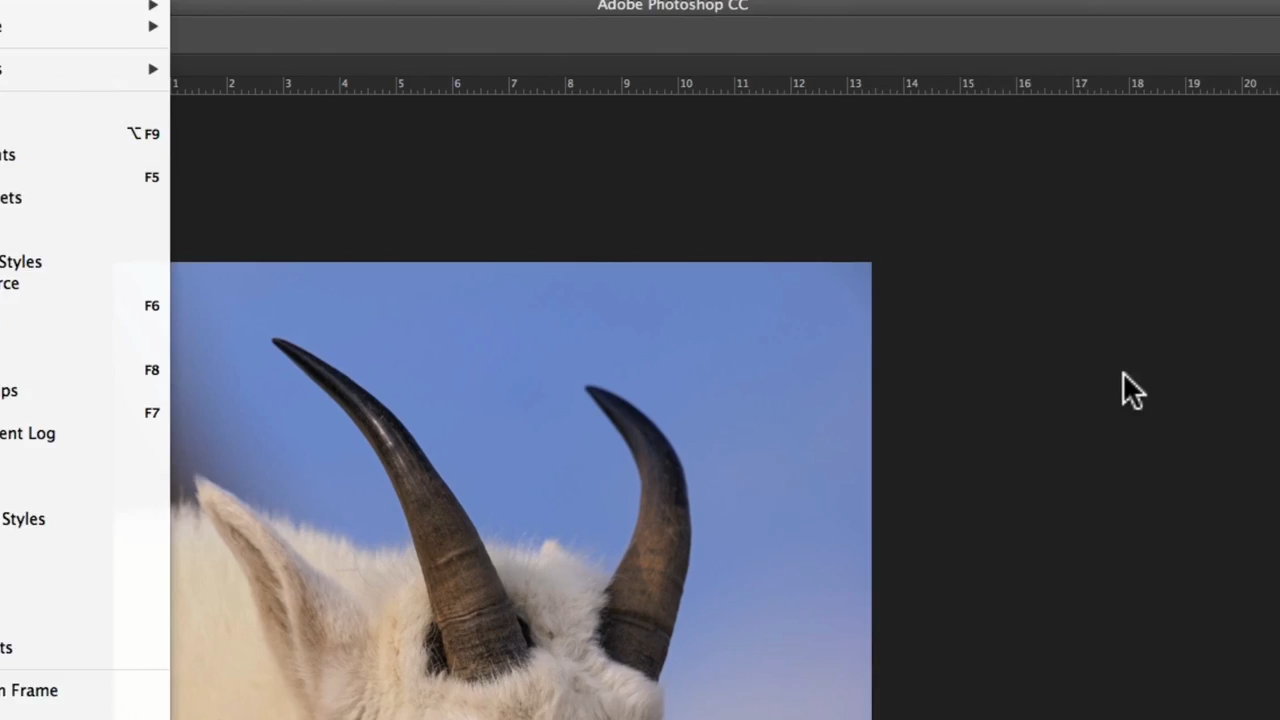 Adobe Photoshop CC
e
s
1 2 3 4 5 6 7 8 9 10 11 12 13 14 15 16 17 18 19 20
⌥F9
nts
F5
ets
Styles
rce
F6
F8
ps
F7
ent Log
Styles
ts
n Frame